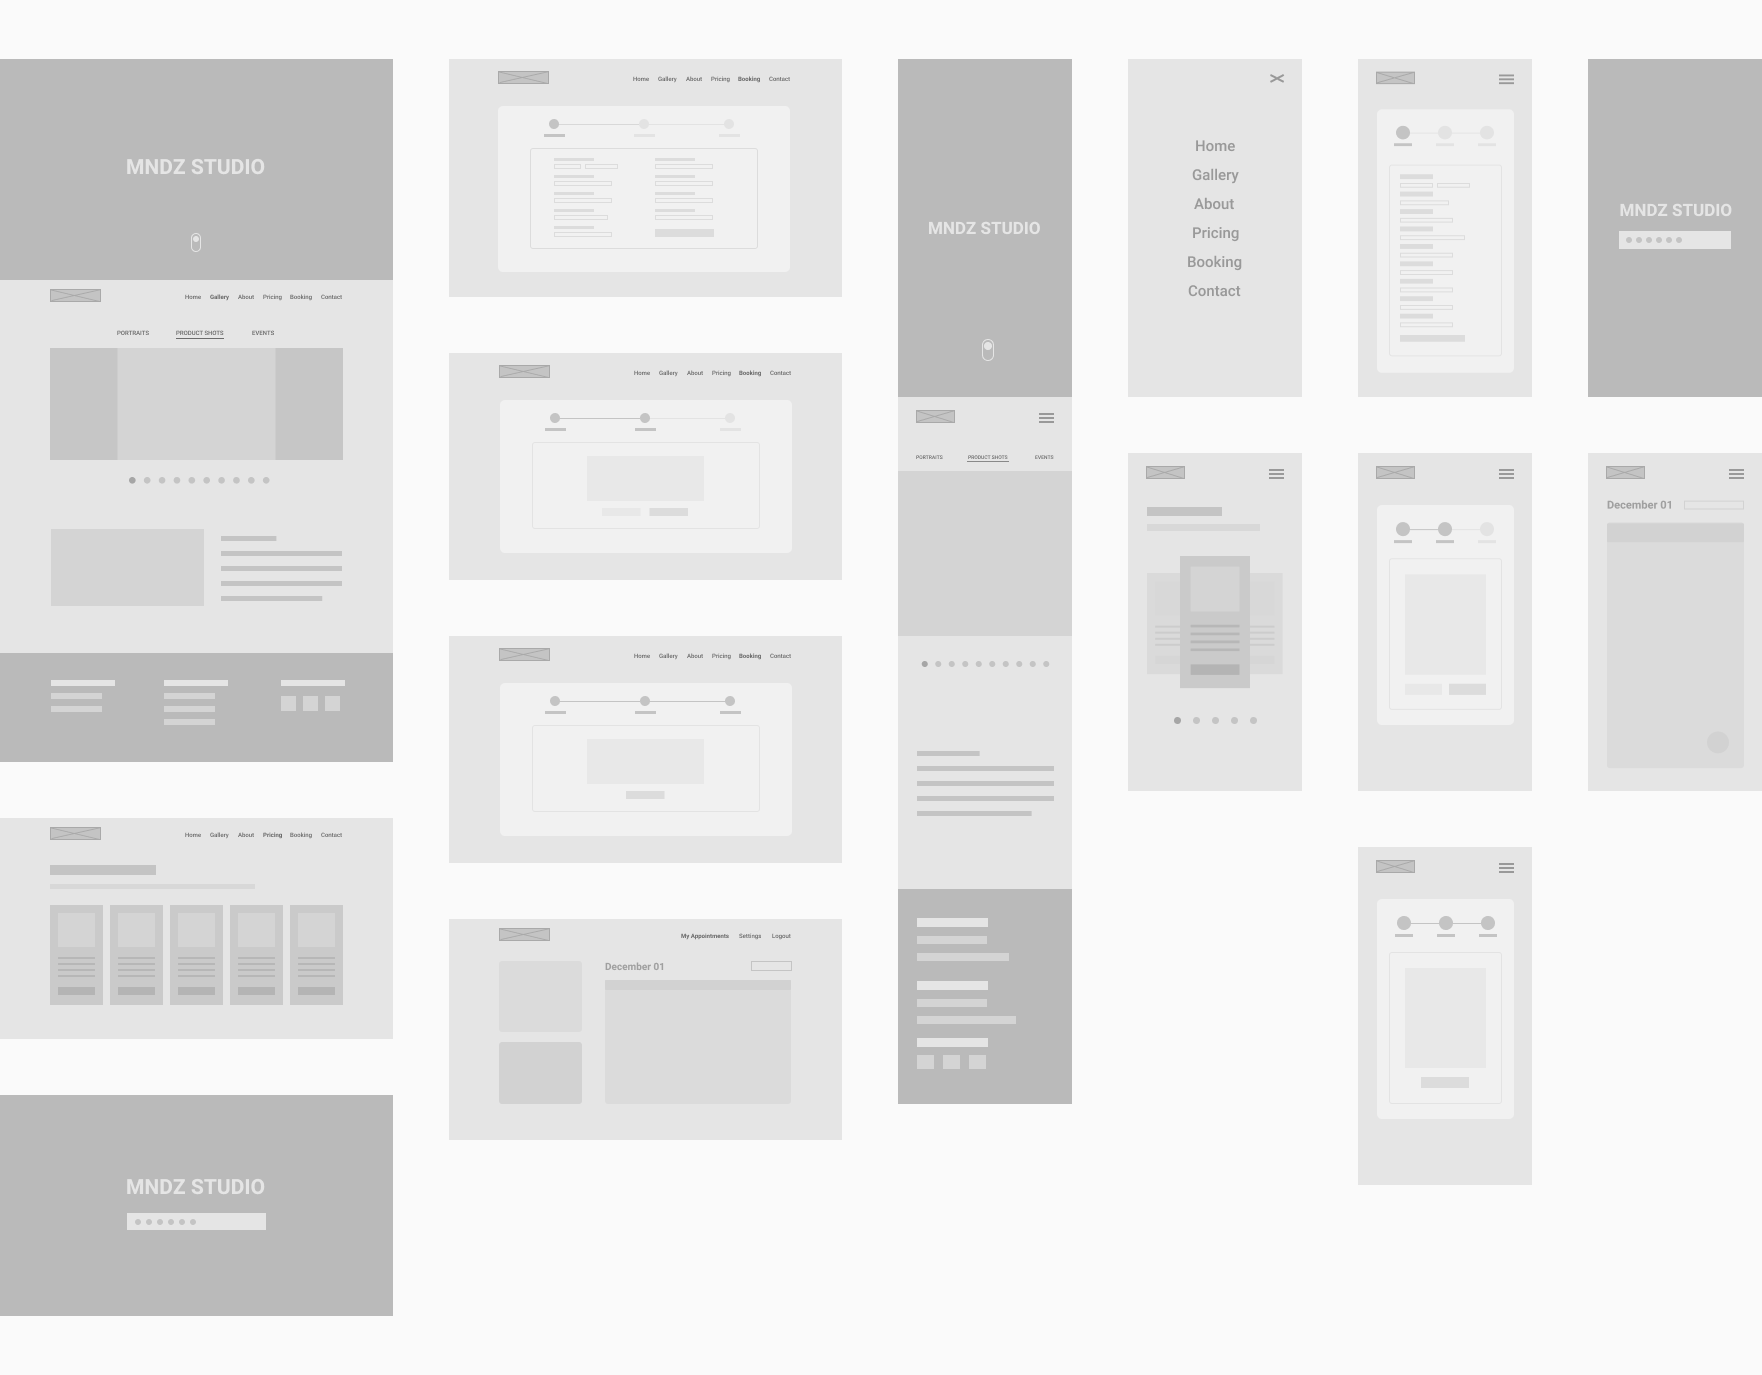 MNDZ STUDIO
Home Gallery About Pricing Booking Contact
PORTRAITS PRODUCT SHOTS EVENTS
Home Gallery About Pricing Booking Contact
MNDZ STUDIO
Home Gallery About Pricing Booking Contact
Home Gallery About Pricing Booking Contact
Home Gallery About Pricing Booking Contact
My Appointments Settings Logout
December 01
MNDZ STUDIO
PORTRAITS PRODUCT SHOTS EVENTS
Home
Gallery
About
Pricing
Booking
Contact
MNDZ STUDIO
December 01